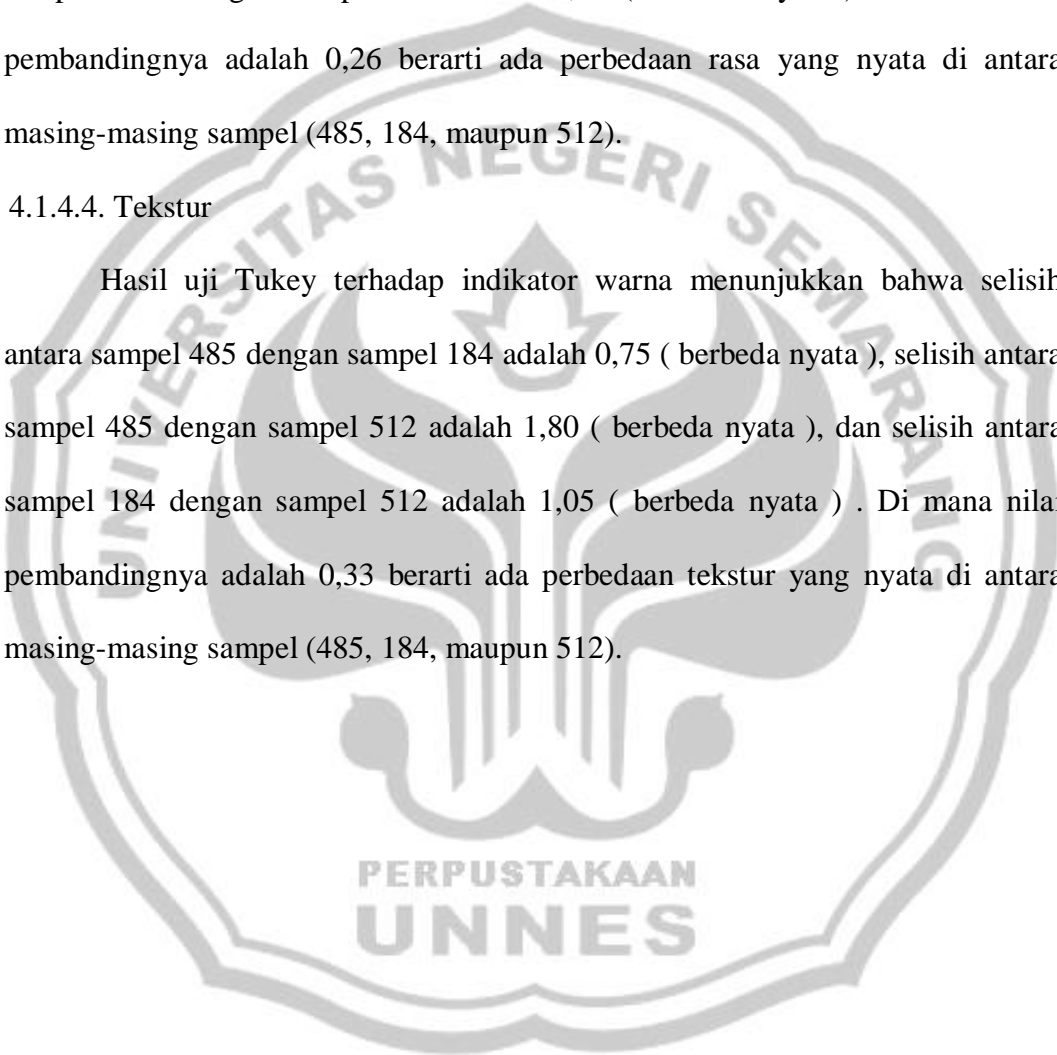 pembandingnya adalah 0,26 berarti ada perbedaan rasa yang nyata di antara
masing-masing sampel (485, 184, maupun 512).
4.1.4.4. Tekstur
Hasil uji Tukey terhadap indikator warna menunjukkan bahwa selisih
antara sampel 485 dengan sampel 184 adalah 0,75 ( berbeda nyata ), selisih antara
sampel 485 dengan sampel 512 adalah 1,80 ( berbeda nyata ), dan selisih antara
sampel 184 dengan sampel 512 adalah 1,05 ( berbeda nyata ) . Di mana nilai
pembandingnya adalah 0,33 berarti ada perbedaan tekstur yang nyata di antara
masing-masing sampel (485, 184, maupun 512).
UNIVERSITAS NEGERI SEMARANG
PERPUSTAKAAN
UNNES